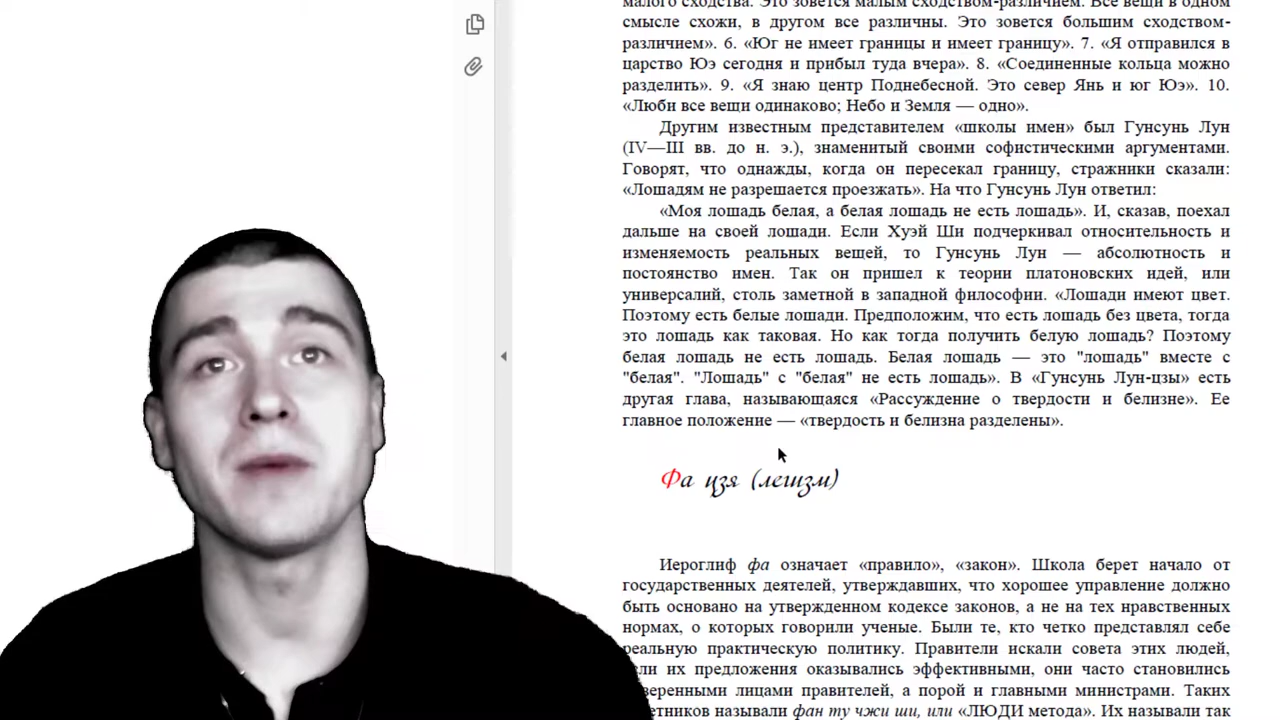 малого сходства. Это зовется малым сходством-различием. Все вещи в одном
смысле схожи, в другом все различны. Это зовется большим сходством-
различием». 6. «Юг не имеет границы и имеет границу». 7. «Я отправился в
царство Юэ сегодня и прибыл туда вчера». 8. «Соединенные кольца можно
разделить». 9. «Я знаю центр Поднебесной. Это север Янь и юг Юэ». 10.
«Люби все вещи одинаково; Небо и Земля — одно».
Другим известным представителем «школы имен» был Гунсунь Лун
(IV—III вв. до н. э.), знаменитый своими софистическими аргументами.
Говорят, что однажды, когда он пересекал границу, стражники сказали:
«Лошадям не разрешается проезжать». На что Гунсунь Лун ответил:
«Моя лошадь белая, а белая лошадь не есть лошадь». И, сказав, поехал
дальше на своей лошади. Если Хуэй Ши подчеркивал относительность и
изменяемость реальных вещей, то Гунсунь Лун — абсолютность и
постоянство имен. Так он пришел к теории платоновских идей, или
универсалий, столь заметной в западной философии. «Лошади имеют цвет.
Поэтому есть белые лошади. Предположим, что есть лошадь без цвета, тогда
это лошадь как таковая. Но как тогда получить белую лошадь? Поэтому
белая лошадь не есть лошадь. Белая лошадь — это "лошадь" вместе с
"белая". "Лошадь" с "белая" не есть лошадь». В «Гунсунь Лун-цзы» есть
другая глава, называющаяся «Рассуждение о твердости и белизне». Ее
главное положение — «твердость и белизна разделены».
Фа цзя (легизм)
Иероглиф фа означает «правило», «закон». Школа берет начало от
государственных деятелей, утверждавших, что хорошее управление должно
быть основано на утвержденном кодексе законов, а не на тех нравственных
нормах, о которых говорили ученые. Были те, кто четко представлял себе
реальную практическую политику. Правители искали совета этих людей,
если их предложения оказывались эффективными, они часто становились
веренными лицами правителей, а порой и главными министрами. Таких
етников называли фан ту чжи ши, или «ЛЮДИ метода». Их называли так